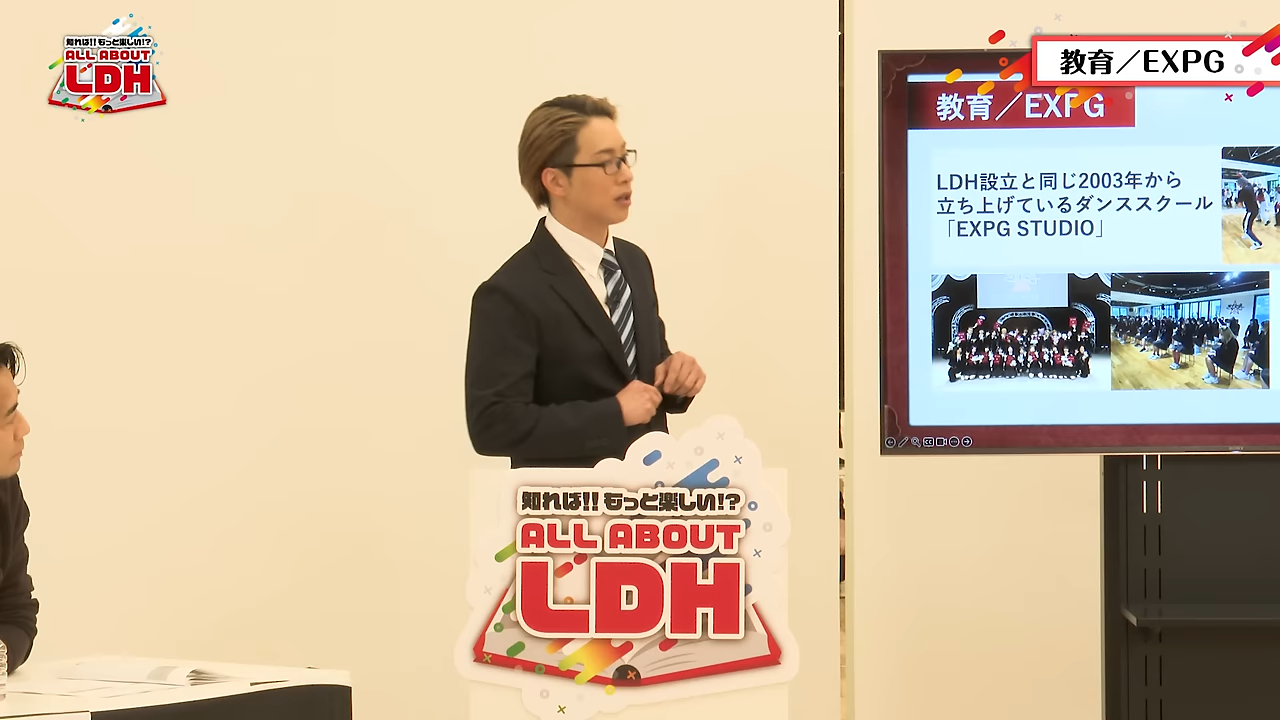 知れば!! もっと楽しい!?
ALL ABOUT
LDH
教育／EXPG
教育／EXPG
LDH設立と同じ2003年から
立ち上げているダンススクール
「EXPG STUDIO」
知れば!! もっと楽しい!?
ALL ABOUT
LDH